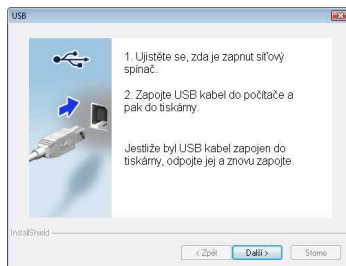 USB
1. Ujistěte se, zda je zapnut síťový
spínač.
2. Zapojte USB kabel do počítače a
pak do tiskárny.
Jestliže byl USB kabel zapojen do
tiskárny, odpojte jej a znovu zapojte.
InstallShield
< Zpět
Další >
Storno